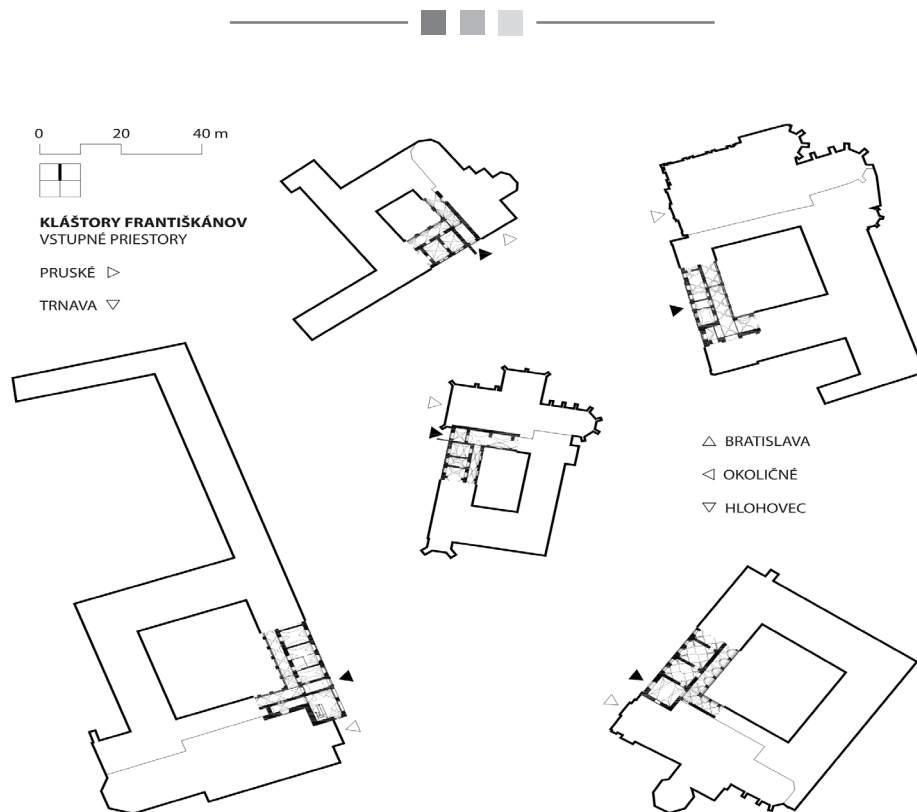 0 20 40 m
KLÁŠTORY FRANTIŠKÁNOV
VSTUPNÉ PRIESTORY
PRUSKÉ ▷
TRNAVA ▽
△ BRATISLAVA
◁ OKOLIČNÉ
▽ HLOHOVEC